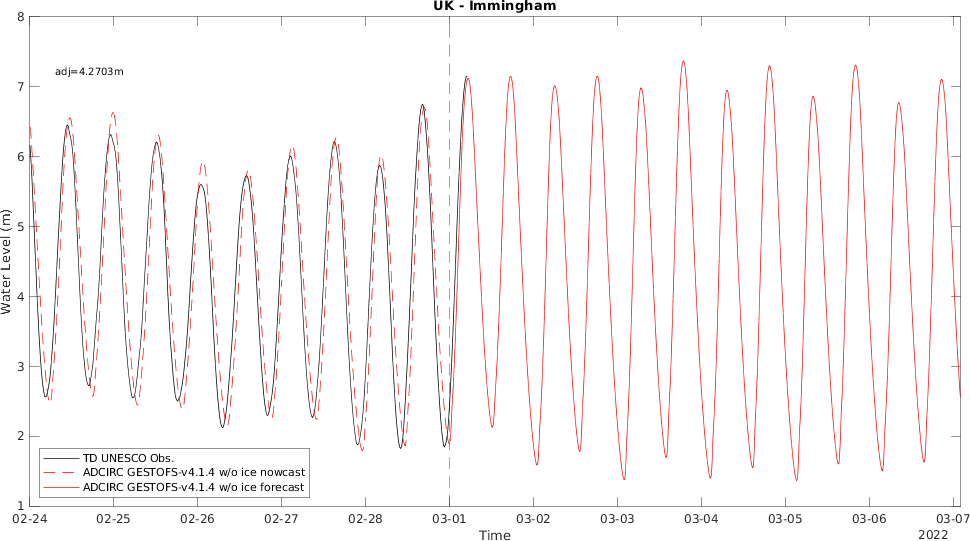 UK - Immingham
8
7
6
5
4
3
2
1
Water Level (m)
adj=4.2703m
TD UNESCO Obs.
ADCIRC GESTOFS-v4.1.4 w/o ice nowcast
ADCIRC GESTOFS-v4.1.4 w/o ice forecast
02-24 02-25 02-26 02-27 02-28 03-01 03-02 03-03 03-04 03-05 03-06 03-07
Time
2022